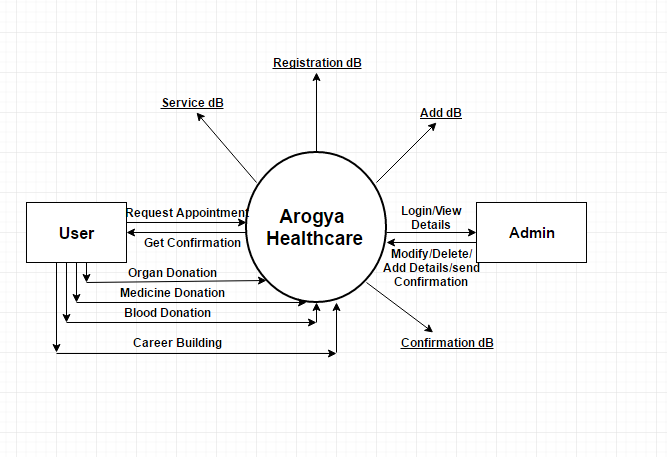 Registration dB
Service dB
Add dB
Request Appointment
Arogya
Healthcare
Login/View
Details
User
Get Confirmation
Admin
Modify/Delete/
Add Details/send
Confirmation
Organ Donation
Medicine Donation
Blood Donation
Career Building
Confirmation dB